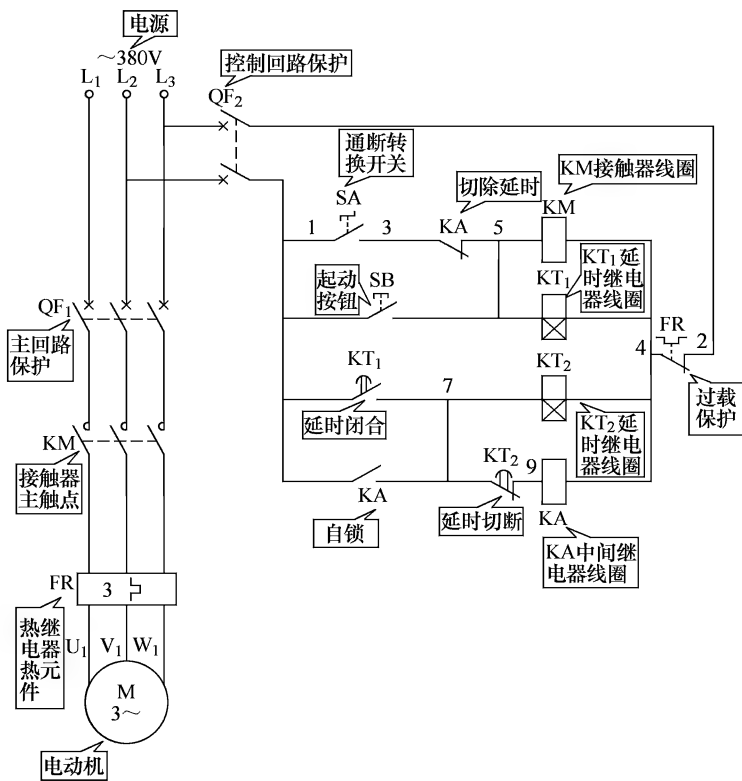 电源
～380V
L₁ L₂ L₃
控制回路保护
QF₂
通断转
换开关
SA
切除延时
KM接触器线圈
1
3
KA
5
KM
KT₁延
时继电
器线圈
KT₁
起动
按钮
SB
QF₁
主回路
保护
FR
4
2
过载
保护
KT₁
延时闭合
7
KT₂
KT₂延
时继电
器线圈
KM
接触器
主触点
KA
自锁
KT₂
延时切断
9
KA
KA中间继
电器线圈
FR
3
热继
电器
热元
件
U₁ V₁ W₁
M
3～
电动机